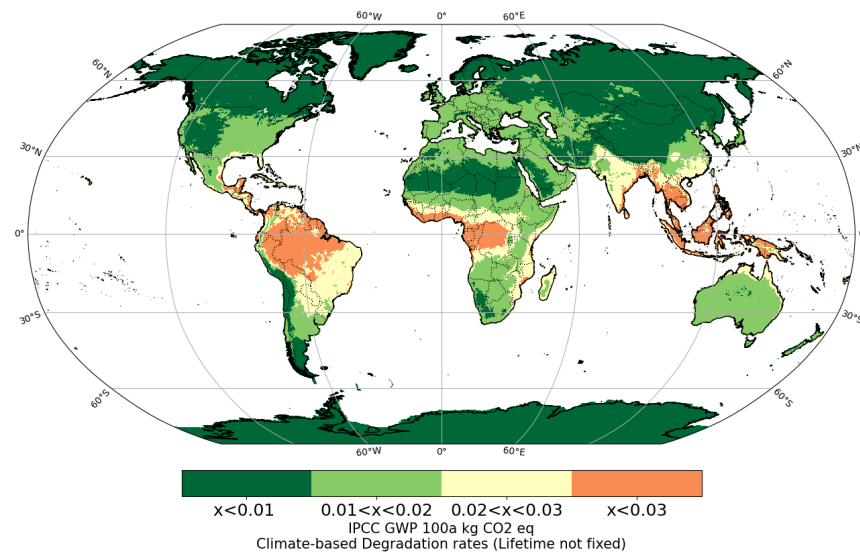 60°W 0° 60°E
60°N 60°N
30°N 30°N
0° 0°
30°S 30°S
60°S 60°S
60°W 0° 60°E
x<0.01 0.01<x<0.02 0.02<x<0.03 x<0.03
IPCC GWP 100a kg CO2 eq
Climate-based Degradation rates (Lifetime not fixed)